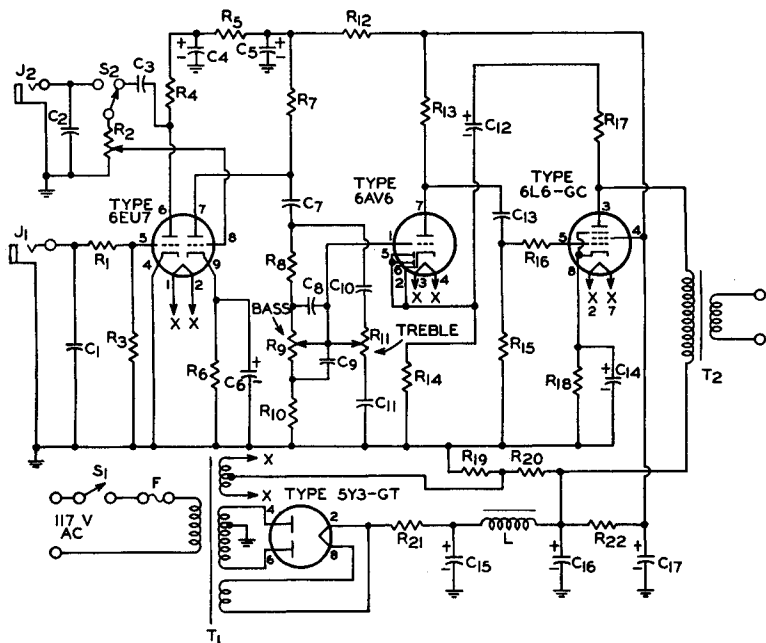 R5
R12
C4
C5
J2
S2
C3
R4
R7
R13
C12
R17
C2
R2
TYPE
6EU7
TYPE
6AV6
TYPE
6L6-GC
6
7
8
5
4
9
1
2
X
X
C7
7
1
5
6
2
3
4
X
X
C13
3
5
4
8
R16
X
X
2
7
J1
R1
R8
C8
C10
BASS
R9
R11
TREBLE
C9
C1
R3
R6
C6
R10
C11
R14
R15
R18
C14
T2
S1
F
117 V
AC
X
X
TYPE 5Y3-GT
4
6
2
8
R19
R20
R21
L
R22
C15
C16
C17
T1